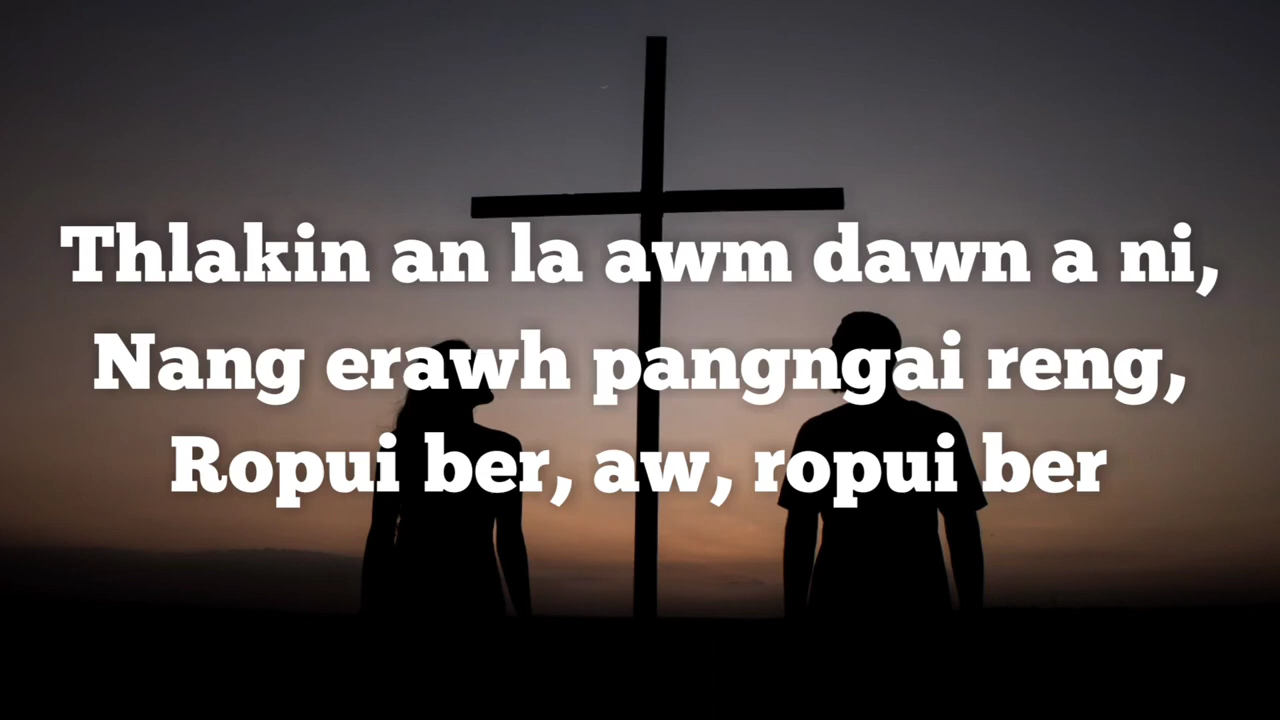 Thlakin an la awm dawn a ni,
Nang erawh pangngai reng,
Ropui ber, aw, ropui ber